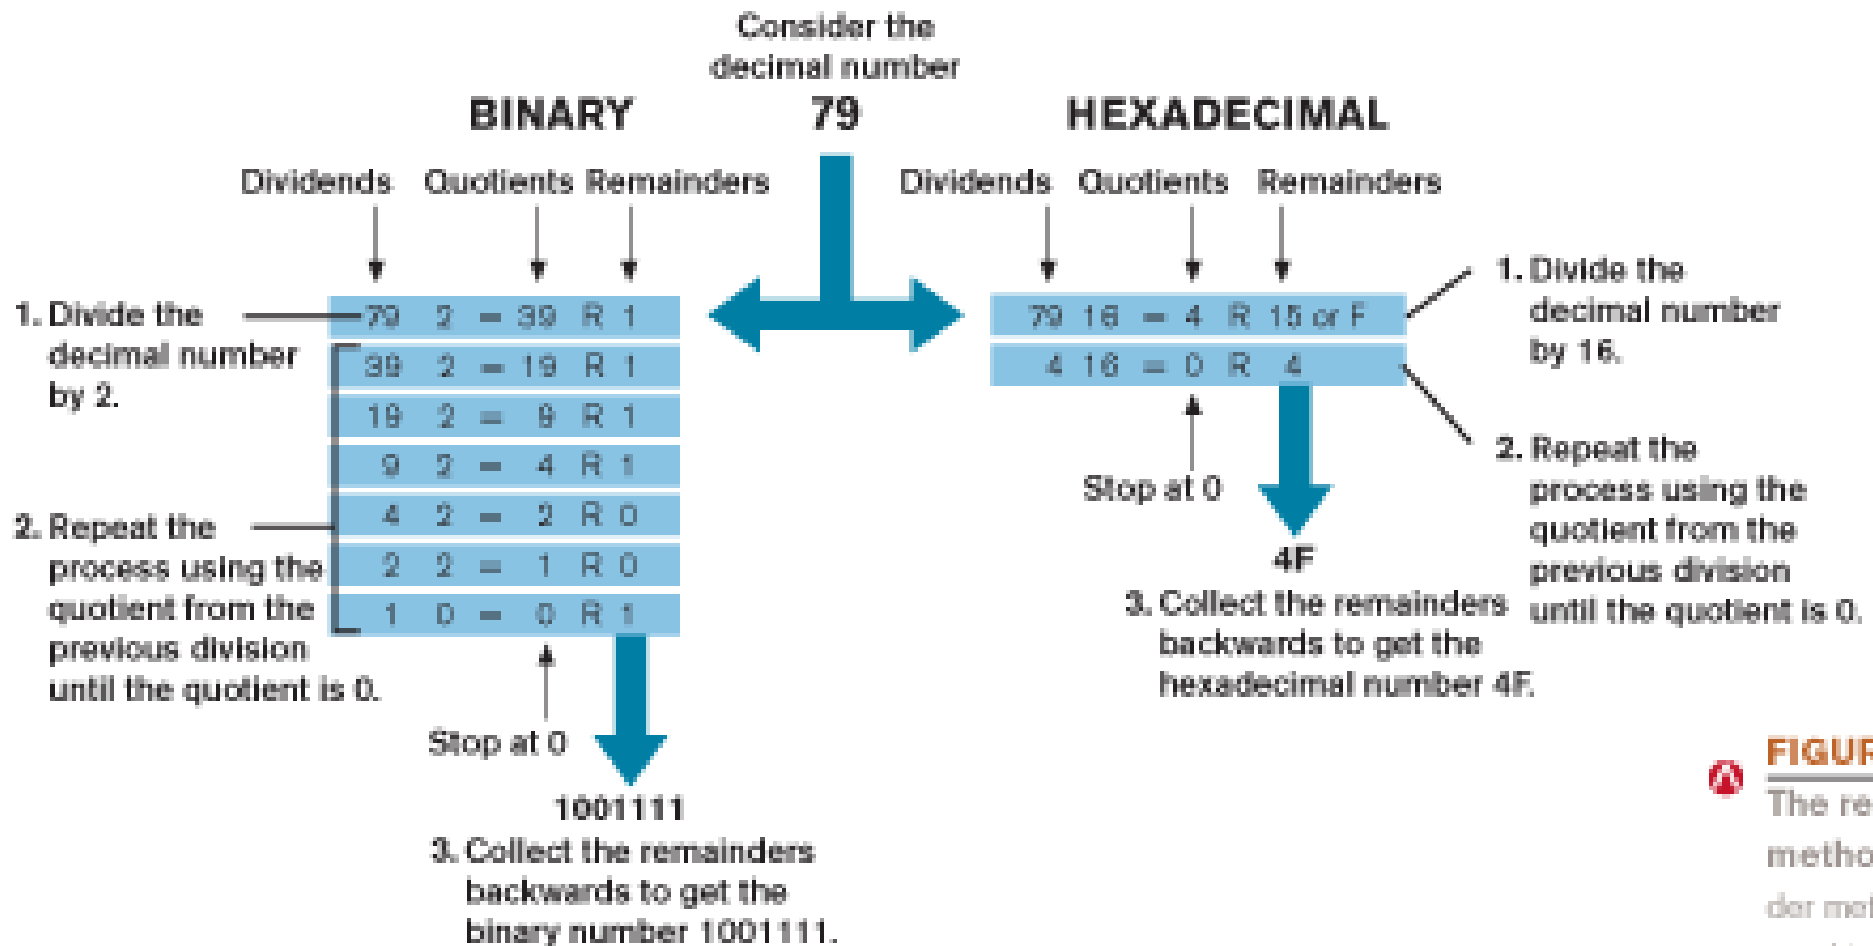 Consider the
decimal number
79
BINARY
Dividends Quotients Remainders
1. Divide the
decimal number
by 2.
79 2 = 39 R 1
39 2 = 19 R 1
19 2 = 9 R 1
9 2 = 4 R 1
4 2 = 2 R 0
2 2 = 1 R 0
1 0 = 0 R 1
2. Repeat the
process using the
quotient from the
previous division
until the quotient is 0.
Stop at 0
1001111
3. Collect the remainders
backwards to get the
binary number 1001111.
HEXADECIMAL
Dividends Quotients Remainders
79 16 = 4 R 15 or F
4 16 = 0 R 4
1. Divide the
decimal number
by 16.
2. Repeat the
process using the
quotient from the
previous division
until the quotient is 0.
Stop at 0
4F
3. Collect the remainders
backwards to get the
hexadecimal number 4F.
FIGUR
The re
metho
der met